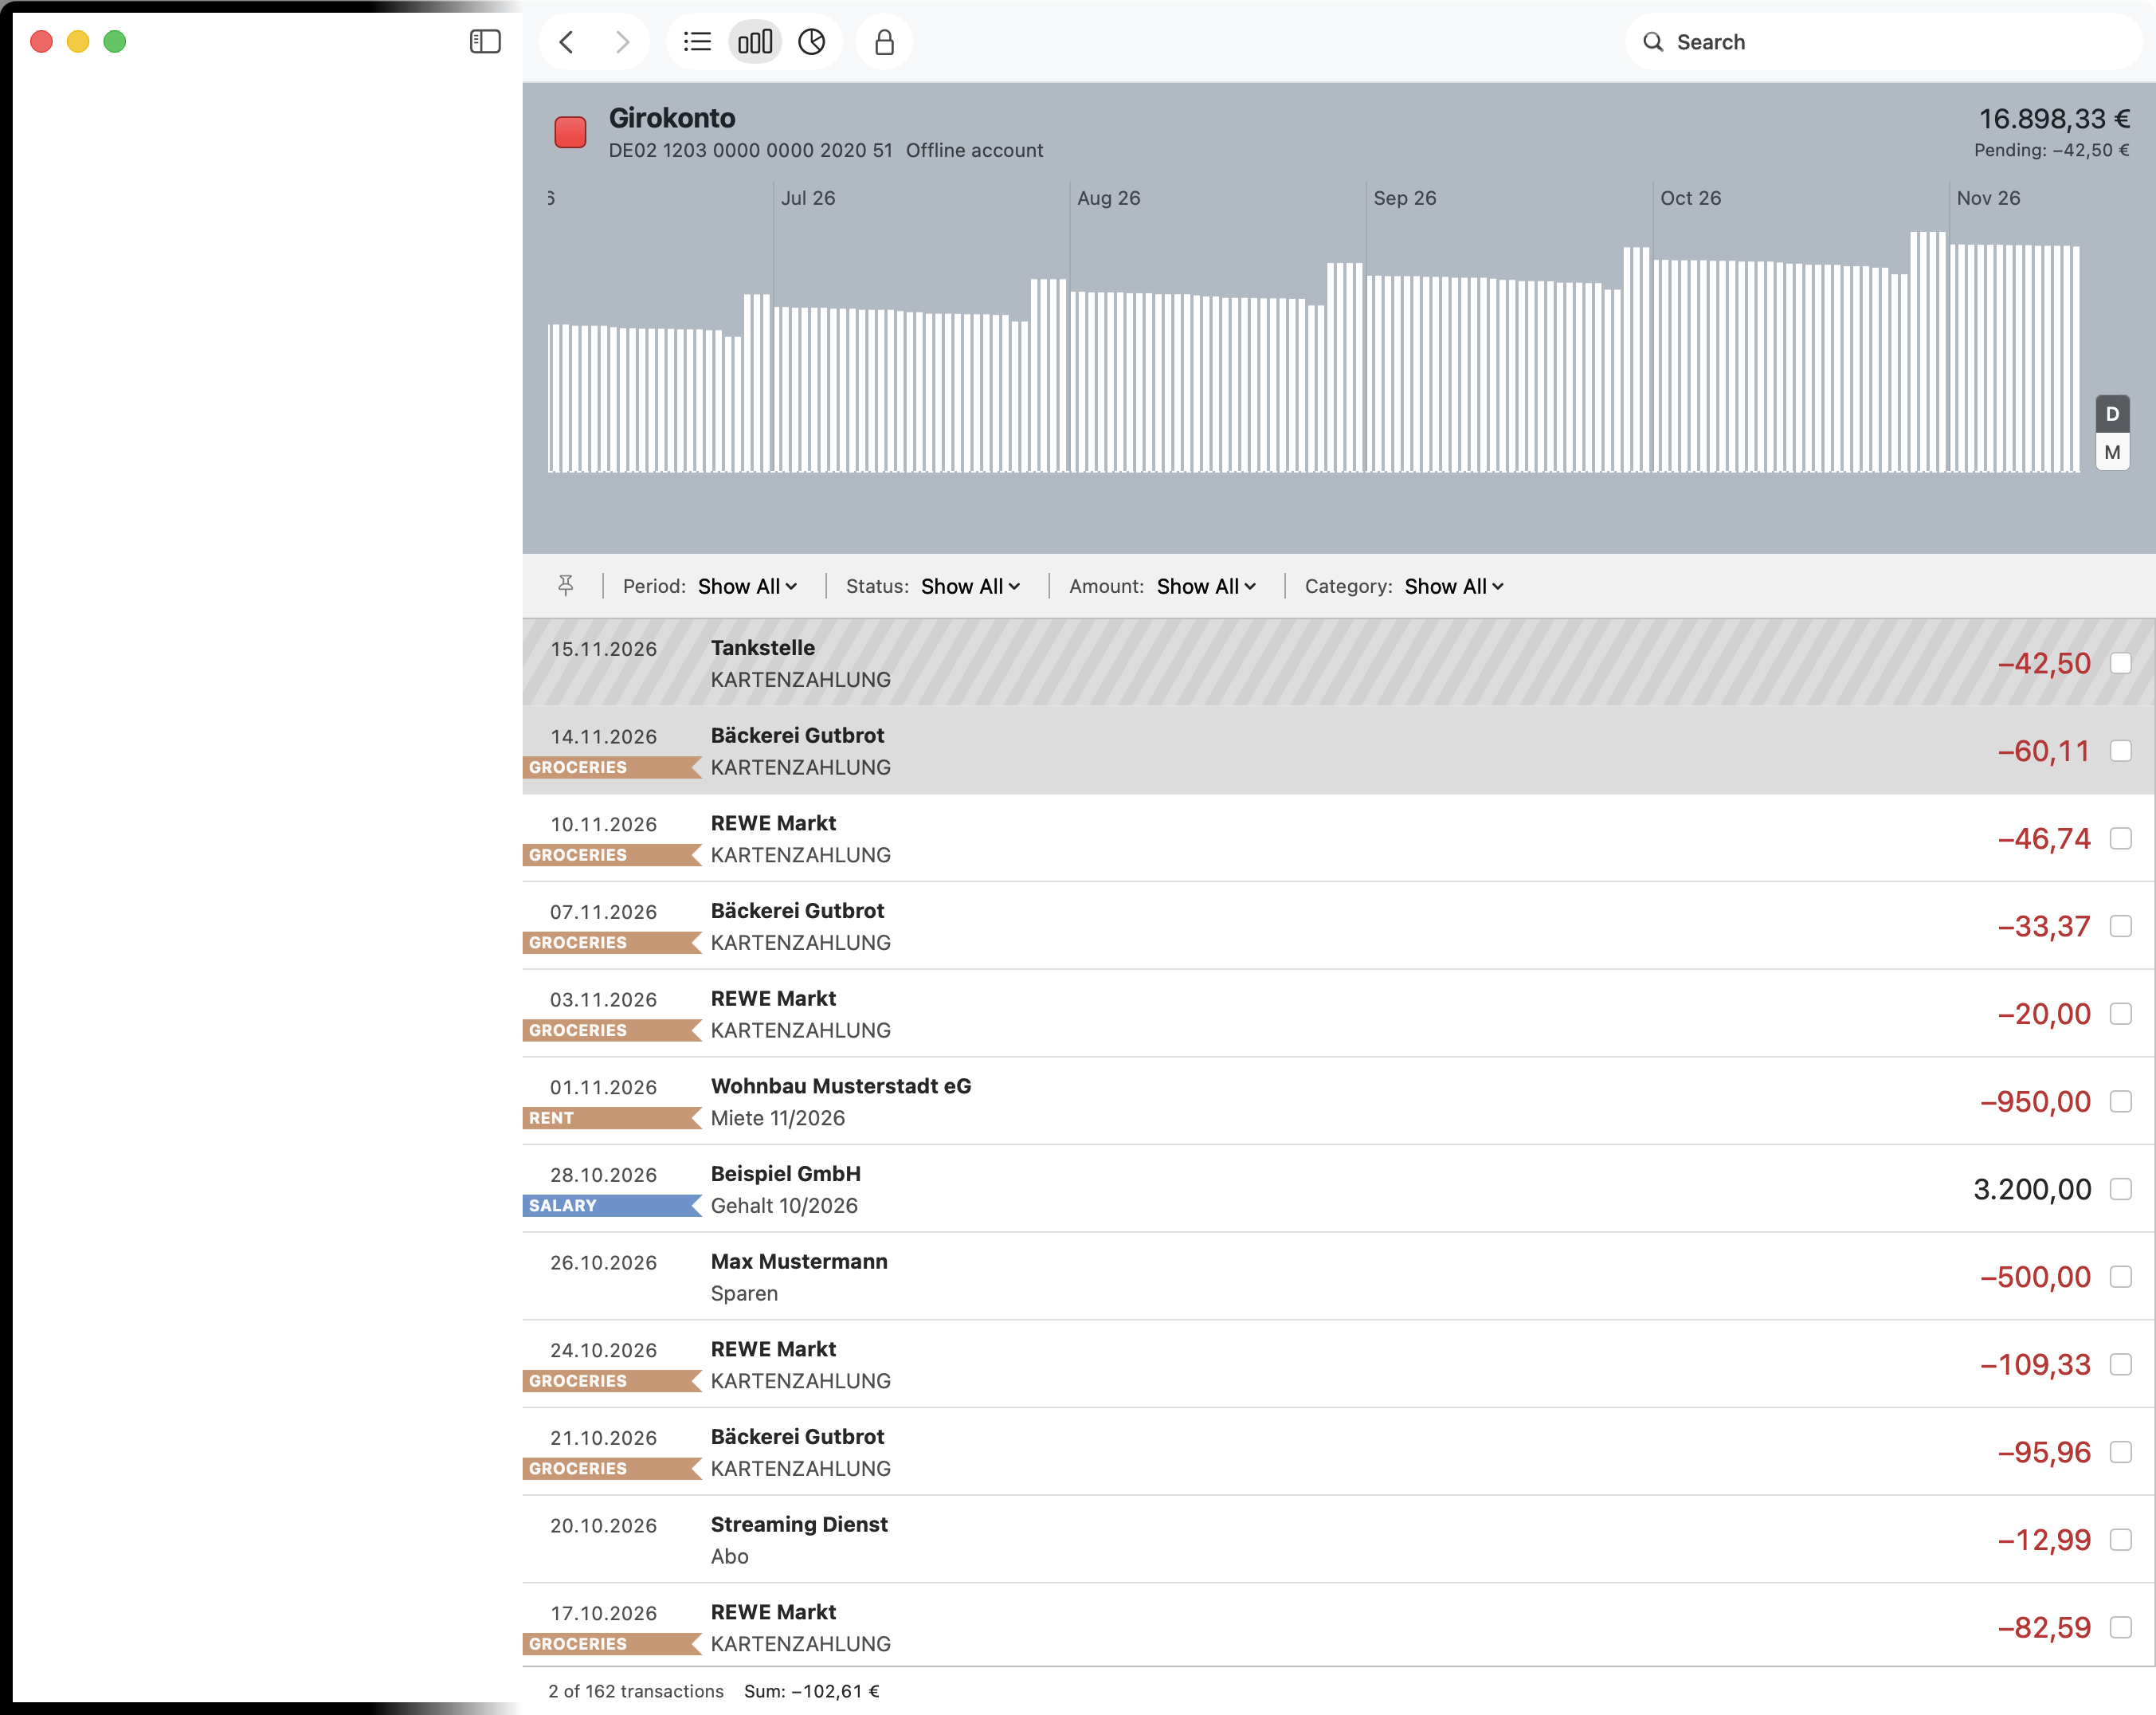 Search
Girokonto
16.898,33 €
DE02 1203 0000 0000 2020 51 Offline account
Pending: −42,50 €
Jul 26
Aug 26
Sep 26
Oct 26
Nov 26
D
M
Period: Show All
Status: Show All
Amount: Show All
Category: Show All
15.11.2026 Tankstelle
KARTENZAHLUNG
−42,50
14.11.2026 Bäckerei Gutbrot
GROCERIES KARTENZAHLUNG
−60,11
10.11.2026 REWE Markt
GROCERIES KARTENZAHLUNG
−46,74
07.11.2026 Bäckerei Gutbrot
GROCERIES KARTENZAHLUNG
−33,37
03.11.2026 REWE Markt
GROCERIES KARTENZAHLUNG
−20,00
01.11.2026 Wohnbau Musterstadt eG
RENT Miete 11/2026
−950,00
28.10.2026 Beispiel GmbH
SALARY Gehalt 10/2026
3.200,00
26.10.2026 Max Mustermann
Sparen
−500,00
24.10.2026 REWE Markt
GROCERIES KARTENZAHLUNG
−109,33
21.10.2026 Bäckerei Gutbrot
GROCERIES KARTENZAHLUNG
−95,96
20.10.2026 Streaming Dienst
Abo
−12,99
17.10.2026 REWE Markt
GROCERIES KARTENZAHLUNG
−82,59
2 of 162 transactions Sum: −102,61 €